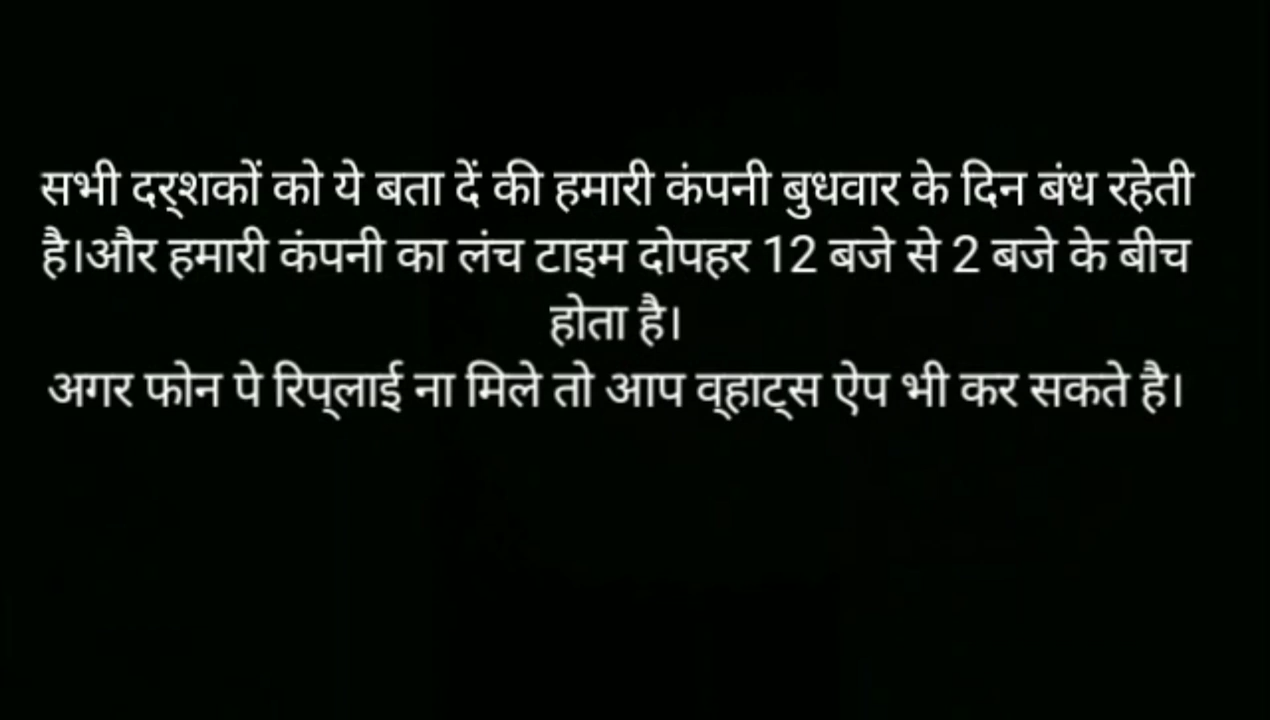 सभी दर्शकों को ये बता दें की हमारी कंपनी बुधवार के दिन बंध रहेती
है।और हमारी कंपनी का लंच टाइम दोपहर 12 बजे से 2 बजे के बीच
होता है।
अगर फोन पे रिप्लाई ना मिले तो आप व्हाट्स ऐप भी कर सकते है।